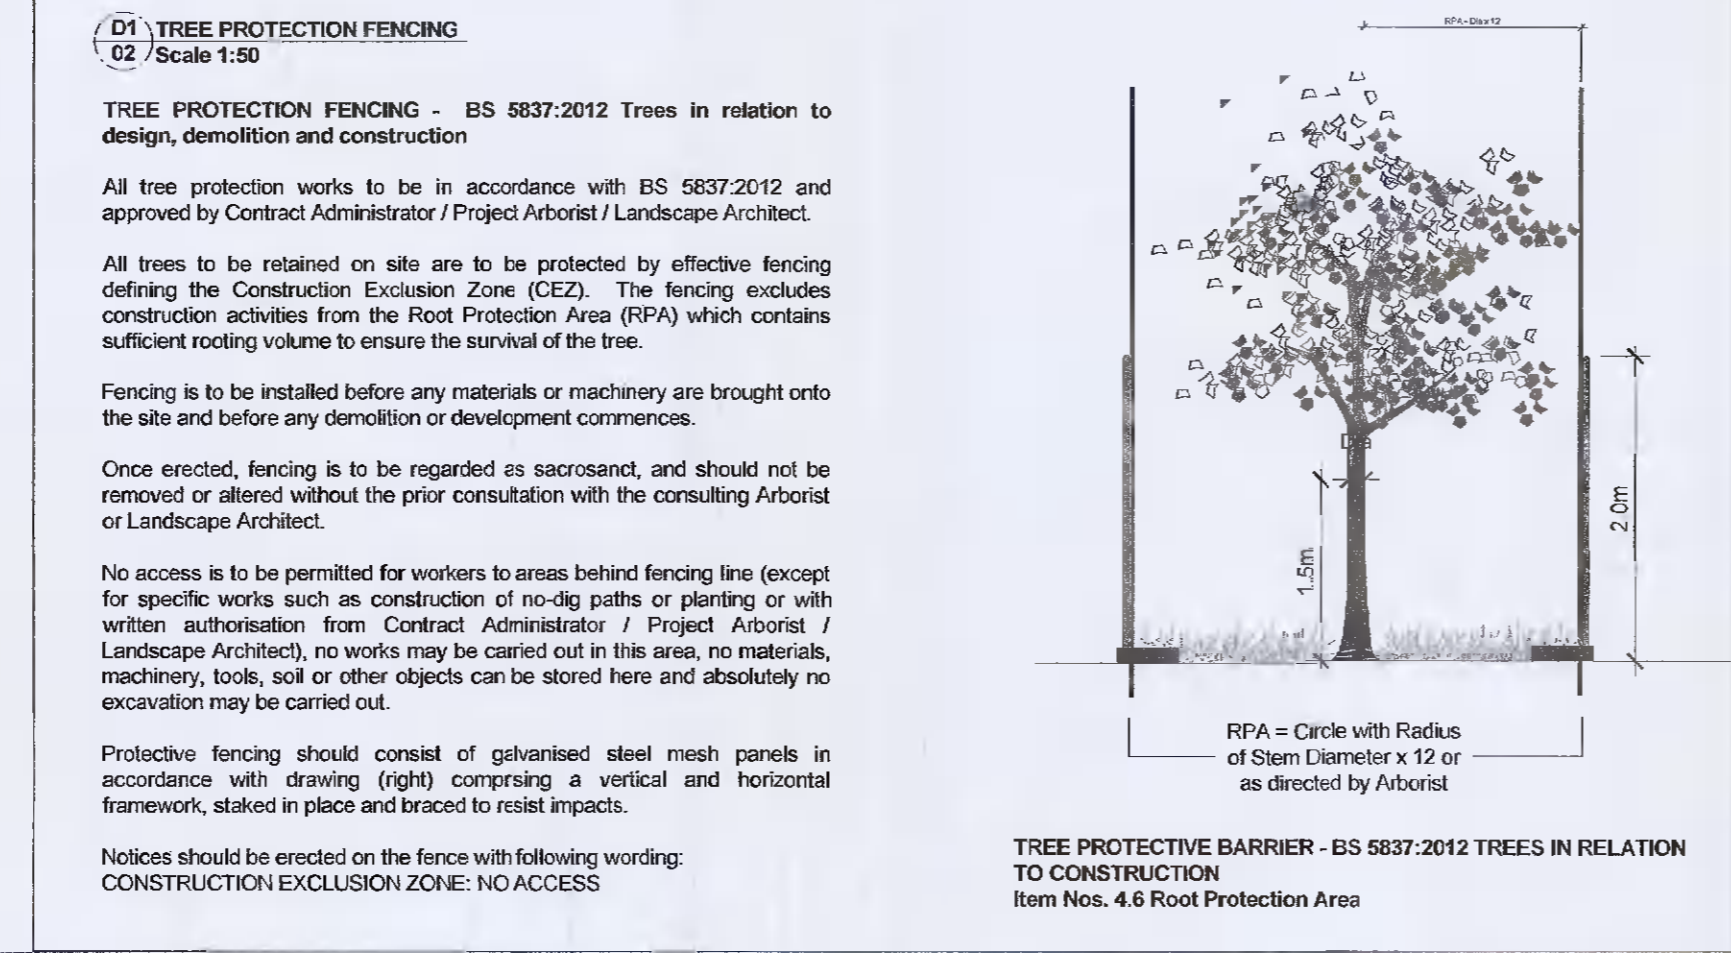 D1
02
TREE PROTECTION FENCING
Scale 1:50
TREE PROTECTION FENCING - BS 5837:2012 Trees in relation to
design, demolition and construction
All tree protection works to be in accordance with BS 5837:2012 and
approved by Contract Administrator / Project Arborist / Landscape Architect.
All trees to be retained on site are to be protected by effective fencing
defining the Construction Exclusion Zone (CEZ). The fencing excludes
construction activities from the Root Protection Area (RPA) which contains
sufficient rooting volume to ensure the survival of the tree.
Fencing is to be installed before any materials or machinery are brought onto
the site and before any demolition or development commences.
Once erected, fencing is to be regarded as sacrosanct, and should not be
removed or altered without the prior consultation with the consulting Arborist
or Landscape Architect.
No access is to be permitted for workers to areas behind fencing line (except
for specific works such as construction of no-dig paths or planting or with
written authorisation from Contract Administrator / Project Arborist /
Landscape Architect), no works may be carried out in this area, no materials,
machinery, tools, soil or other objects can be stored here and absolutely no
excavation may be carried out.
Protective fencing should consist of galvanised steel mesh panels in
accordance with drawing (right) comprsing a vertical and horizontal
framework, staked in place and braced to resist impacts.
Notices should be erected on the fence with following wording:
CONSTRUCTION EXCLUSION ZONE: NO ACCESS
RPA - Dia x 12
Dia
1.5m
2.0m
RPA = Circle with Radius
of Stem Diameter x 12 or
as directed by Arborist
TREE PROTECTIVE BARRIER - BS 5837:2012 TREES IN RELATION
TO CONSTRUCTION
Item Nos. 4.6 Root Protection Area